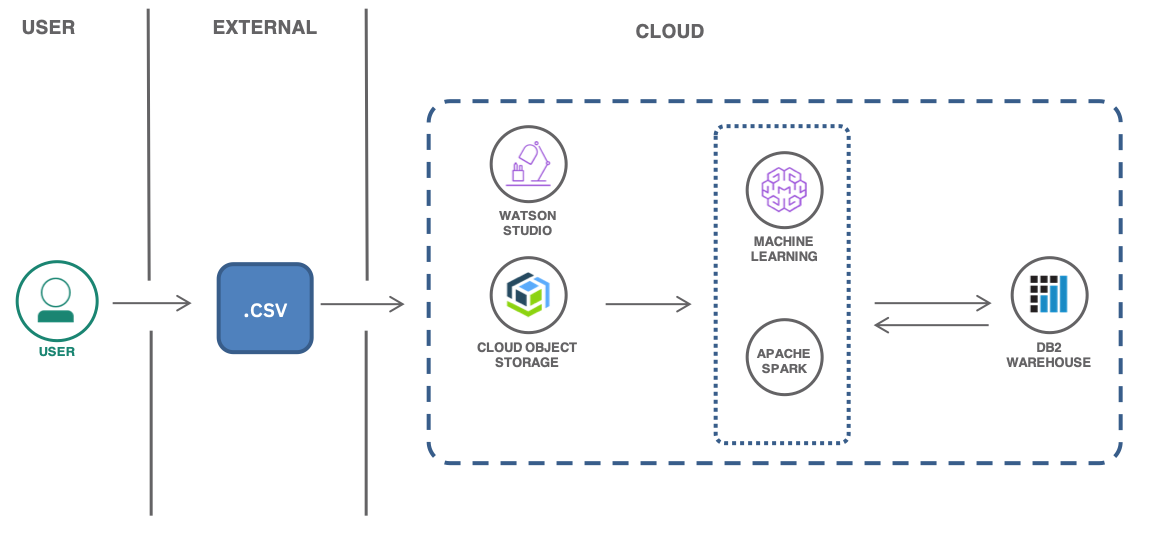 USER
EXTERNAL
CLOUD
WATSON
STUDIO
MACHINE
LEARNING
.CSV
USER
CLOUD OBJECT
STORAGE
APACHE
SPARK
DB2
WAREHOUSE